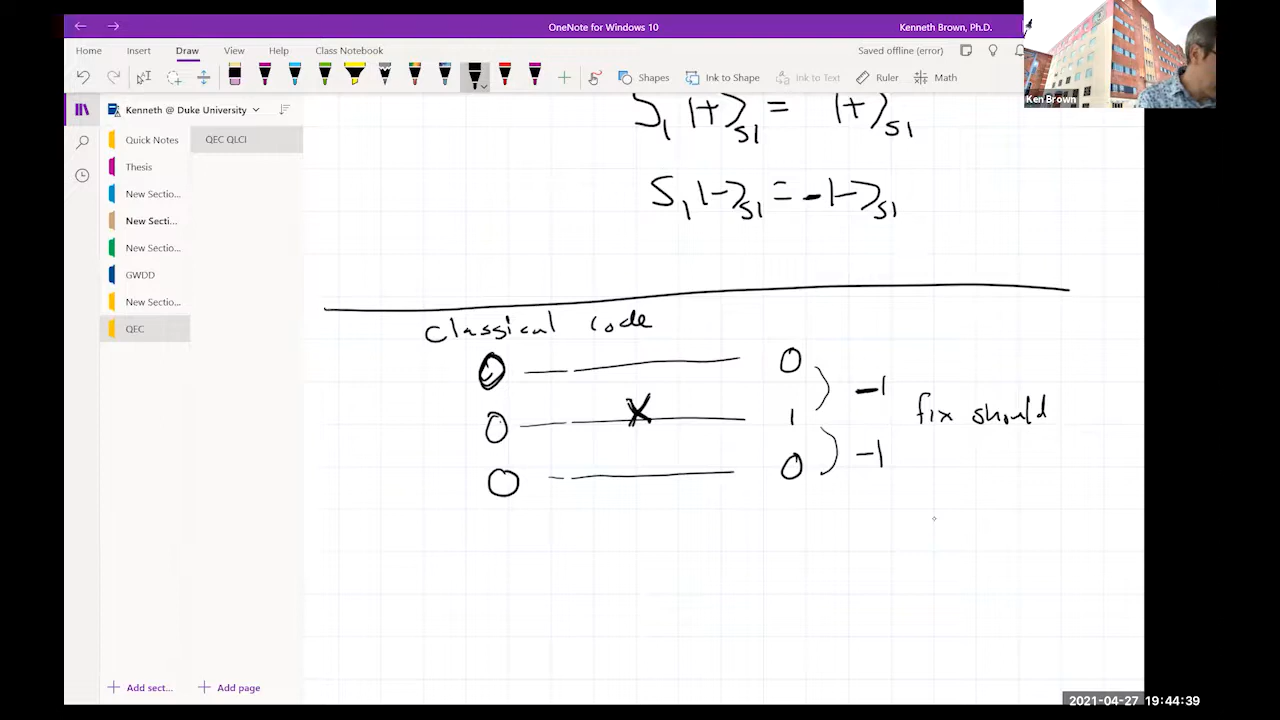 OneNote for Windows 10
Kenneth Brown, Ph.D.
Home Insert Draw View Help Class Notebook
Saved offline (error)
Shapes Ink to Shape Ink to Text Ruler Math
Ken Brown
Kenneth @ Duke University
Quick Notes
Thesis
New Sectio...
New Secti...
New Sectio...
GWDD
New Sectio...
QEC
QEC QLCI
S₁ |+⟩S1 = |+⟩S1
S₁ |-⟩S1 = -|-⟩S1
Classical code
0 0
-1
0 X 1 fix should
-1
0 0
Add sect... Add page
2021-04-27 19:44:39